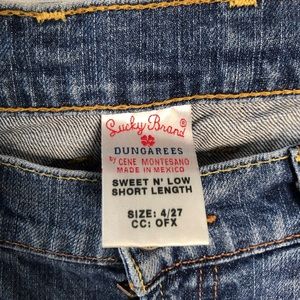 Lucky Brand®
DUNGAREES
by GENE MONTESANO
MADE IN MEXICO
SWEET N' LOW
SHORT LENGTH
SIZE: 4/27
CC: OFX